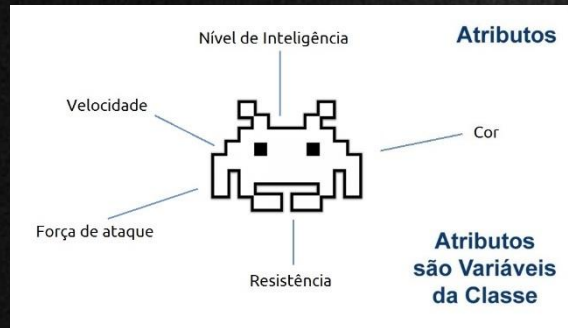 Nível de Inteligência
Atributos
Velocidade
Cor
Força de ataque
Resistência
Atributos
são Variáveis
da Classe